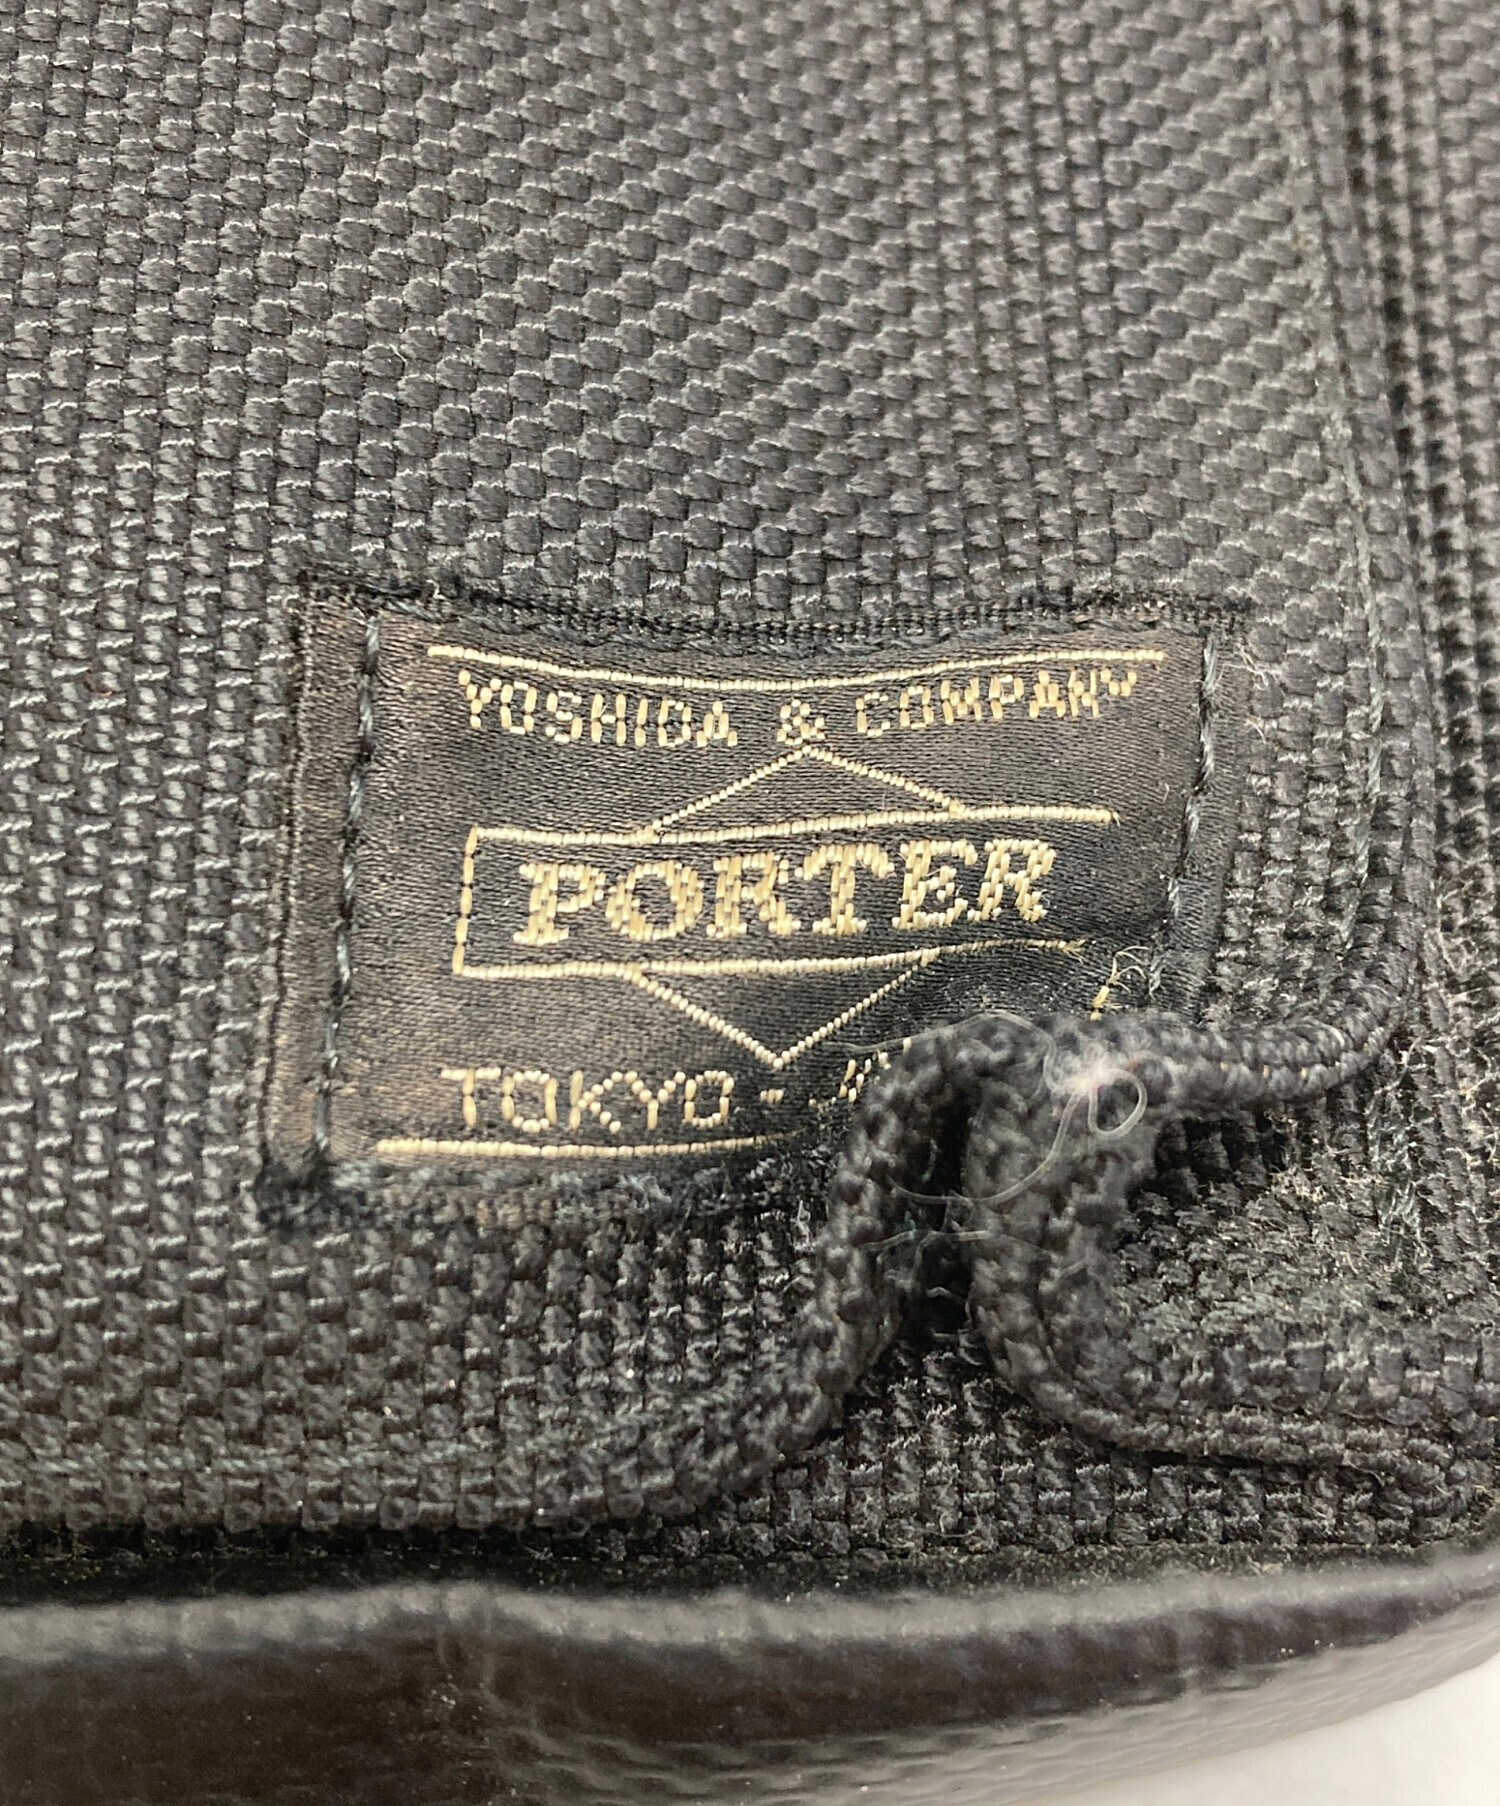 YOSHIDA & COMPANY
PORTER
TOKYO -